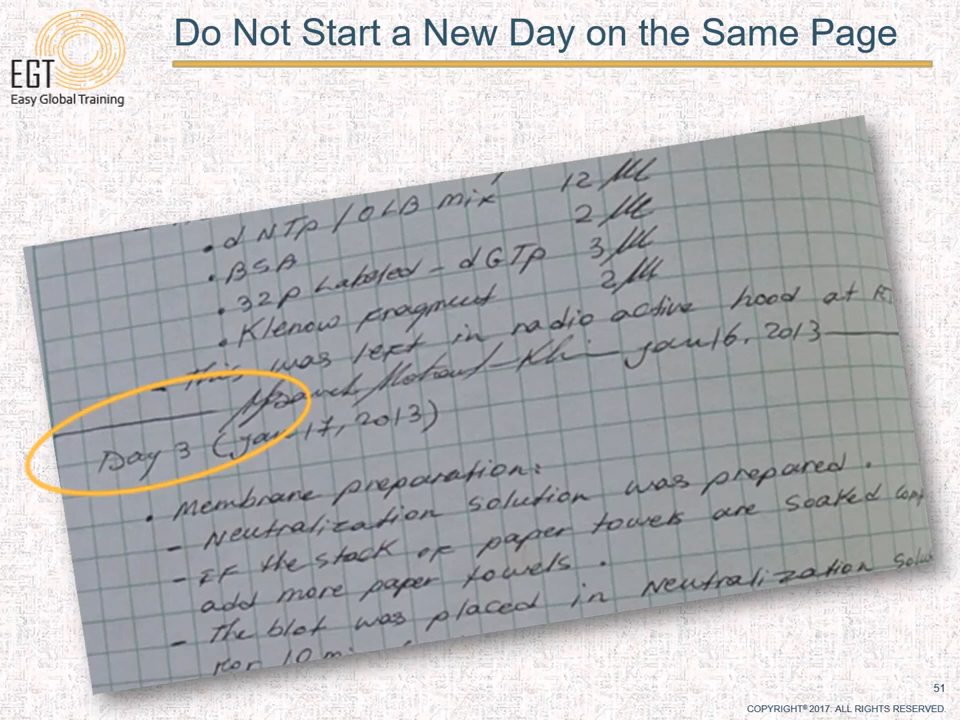 Do Not Start a New Day on the Same Page
EGT
Easy Global Training
• dNTP / OLB mix 12 µl
• BSA 2 µl
• 32P Labeled - dGTP 3 µl
• Klenow fragment 2 µl
- This was left in radio active hood at RT
Jan 16, 2013
Day 3 (Jan 17, 2013)
• Membrane preparation:
- Neutralization solution was prepared.
- If the stack of paper towels are soaked
add more paper towels.
- The blot was placed in Neutralization
For 10
51
COPYRIGHT® 2017. ALL RIGHTS RESERVED.